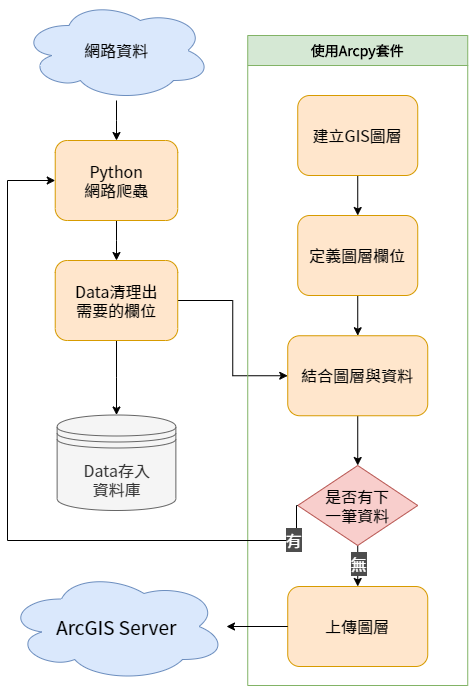 網路資料
使用Arcpy套件
建立GIS圖層
Python
網路爬蟲
定義圖層欄位
Data清理出
需要的欄位
結合圖層與資料
Data存入
資料庫
是否有下
一筆資料
有
無
ArcGIS Server
上傳圖層